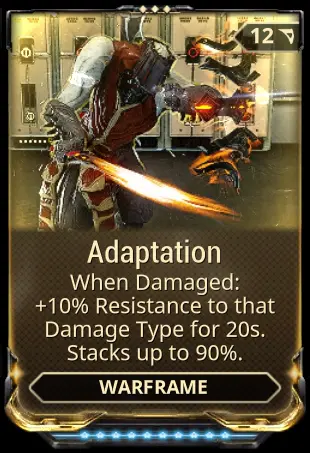 12
Adaptation
When Damaged:
+10% Resistance to that
Damage Type for 20s.
Stacks up to 90%.
WARFRAME